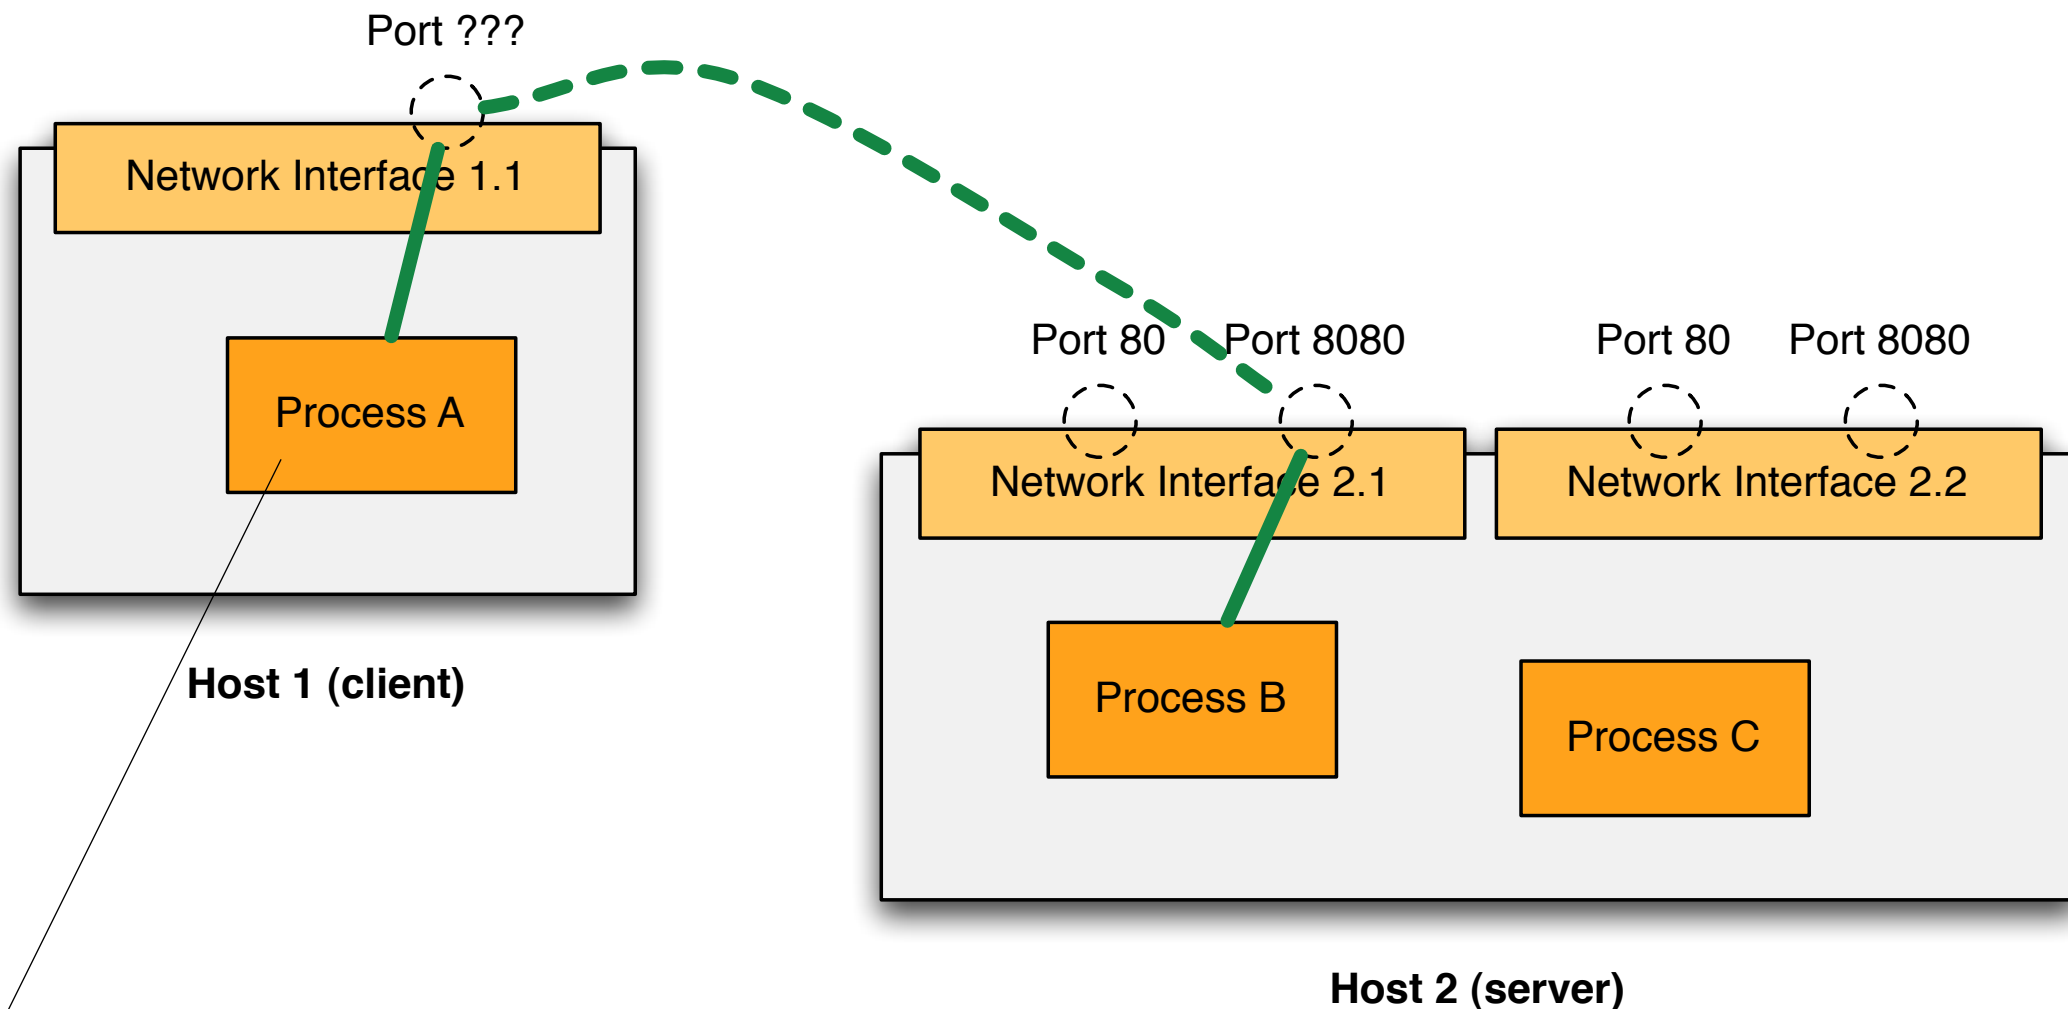 Port ???
Network Interface 1.1
Process A
Host 1 (client)
Port 80
Port 8080
Port 80
Port 8080
Network Interface 2.1
Network Interface 2.2
Process B
Process C
Host 2 (server)